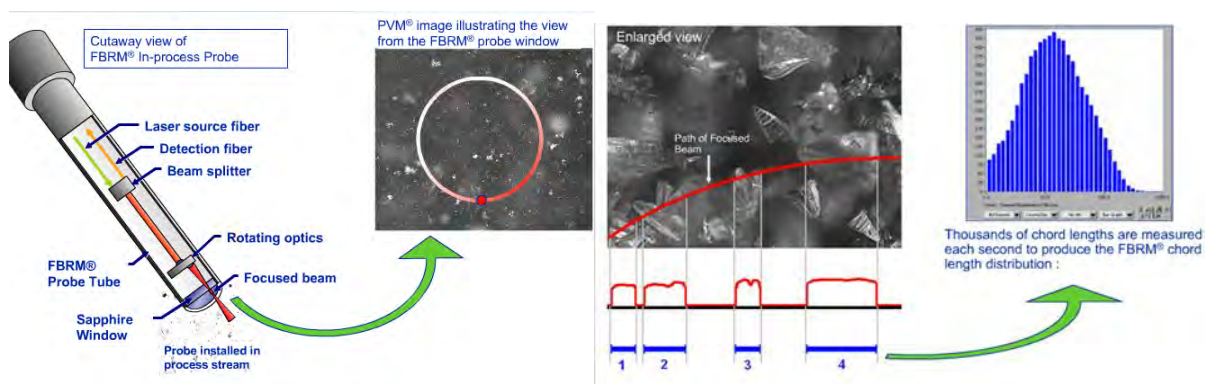 Cutaway view of
FBRM® In-process Probe
Laser source fiber
Detection fiber
Beam splitter
Rotating optics
FBRM®
Probe Tube
Focused beam
Sapphire
Window
Probe installed in
process stream
PVM® image illustrating the view
from the FBRM® probe window
Enlarged view
Path of Focused
Beam
1 2 3 4
Thousands of chord lengths are measured
each second to produce the FBRM® chord
length distribution :